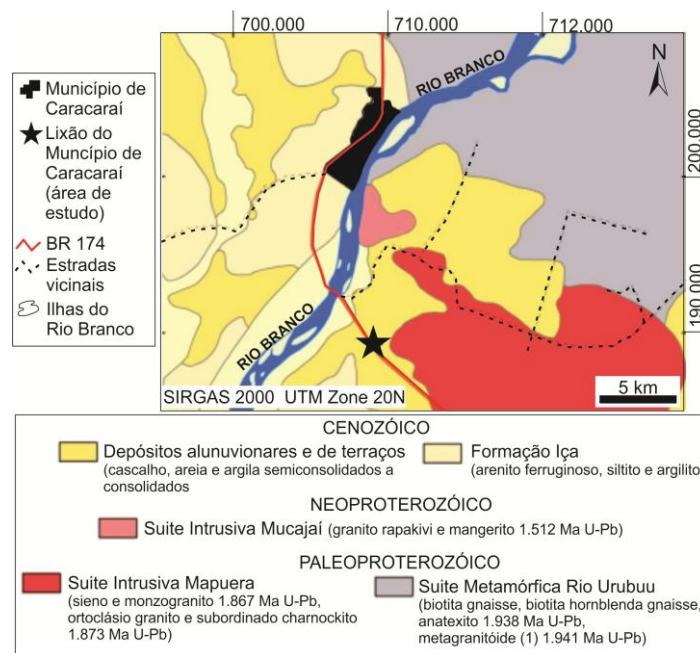 700.000
710.000
712.000
Município de
Caracaraí
Lixão do
Muncípio de
Caracaraí
(área de
estudo)
BR 174
Estradas
vicinais
Ilhas do
Rio Branco
RIO BRANCO
N
200.000
190.000
RIO BRANCO
SIRGAS 2000 UTM Zone 20N
5 km
CENOZÓICO
Depósitos alunuvionares e de terraços
(cascalho, areia e argila semiconsolidados a
consolidados
Formação Iça
(arenito ferruginoso, siltito e argilito
NEOPROTEROZÓICO
Suite Intrusiva Mucajaí (granito rapakivi e mangerito 1.512 Ma U-Pb)
PALEOPROTEROZÓICO
Suite Intrusiva Mapuera
(sieno e monzogranito 1.867 Ma U-Pb,
ortoclásio granito e subordinado charnockito
1.873 Ma U-Pb)
Suite Metamórfica Rio Urubuu
(biotita gnaisse, biotita hornblenda gnaisse,
anatexito 1.938 Ma U-Pb,
metagranitóide (1) 1.941 Ma U-Pb)